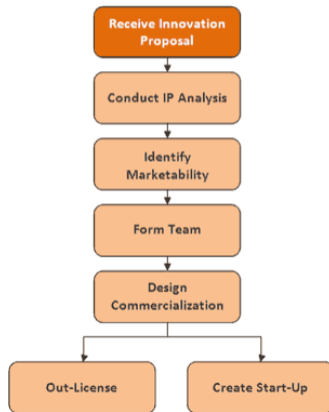 Receive Innovation
Proposal
Conduct IP Analysis
Identify
Marketability
Form Team
Design
Commercialization
Out-License
Create Start-Up